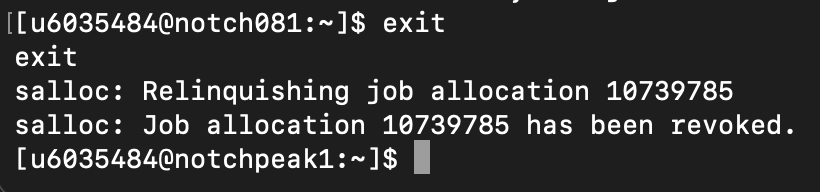 [[u6035484@notch081:~]$ exit
exit
salloc: Relinquishing job allocation 10739785
salloc: Job allocation 10739785 has been revoked.
[u6035484@notchpeak1:~]$